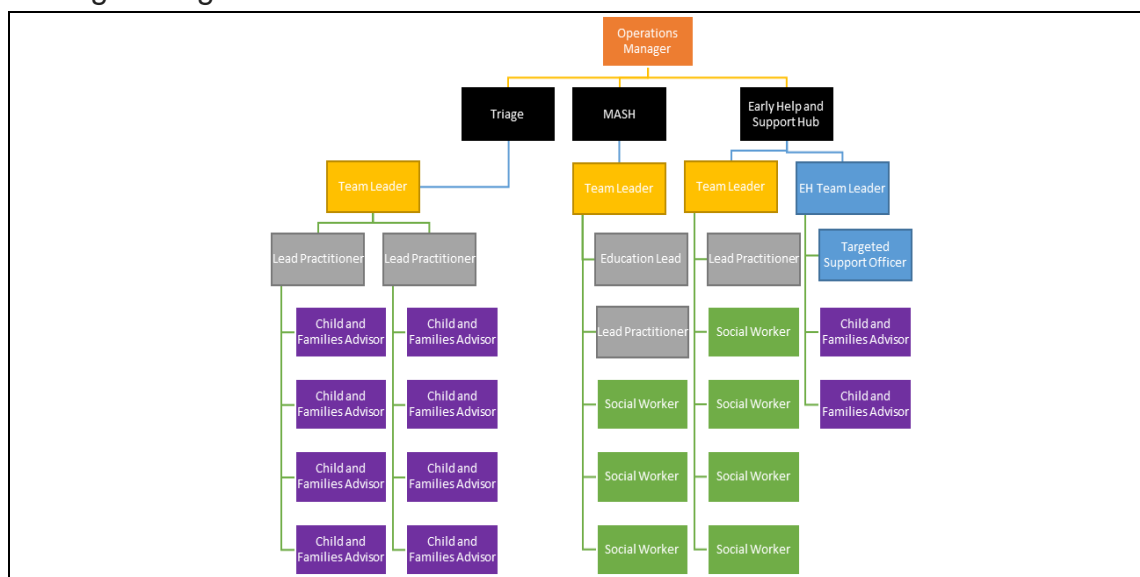 Operations
Manager
Triage
MASH
Early Help and
Support Hub
Team Leader
Team Leader
Team Leader
EH Team Leader
Lead Practitioner
Lead Practitioner
Education Lead
Lead Practitioner
Targeted
Support Officer
Child and
Families Advisor
Child and
Families Advisor
Lead Practitioner
Social Worker
Child and
Families Advisor
Child and
Families Advisor
Child and
Families Advisor
Social Worker
Social Worker
Child and
Families Advisor
Child and
Families Advisor
Child and
Families Advisor
Social Worker
Social Worker
Child and
Families Advisor
Child and
Families Advisor
Social Worker
Social Worker